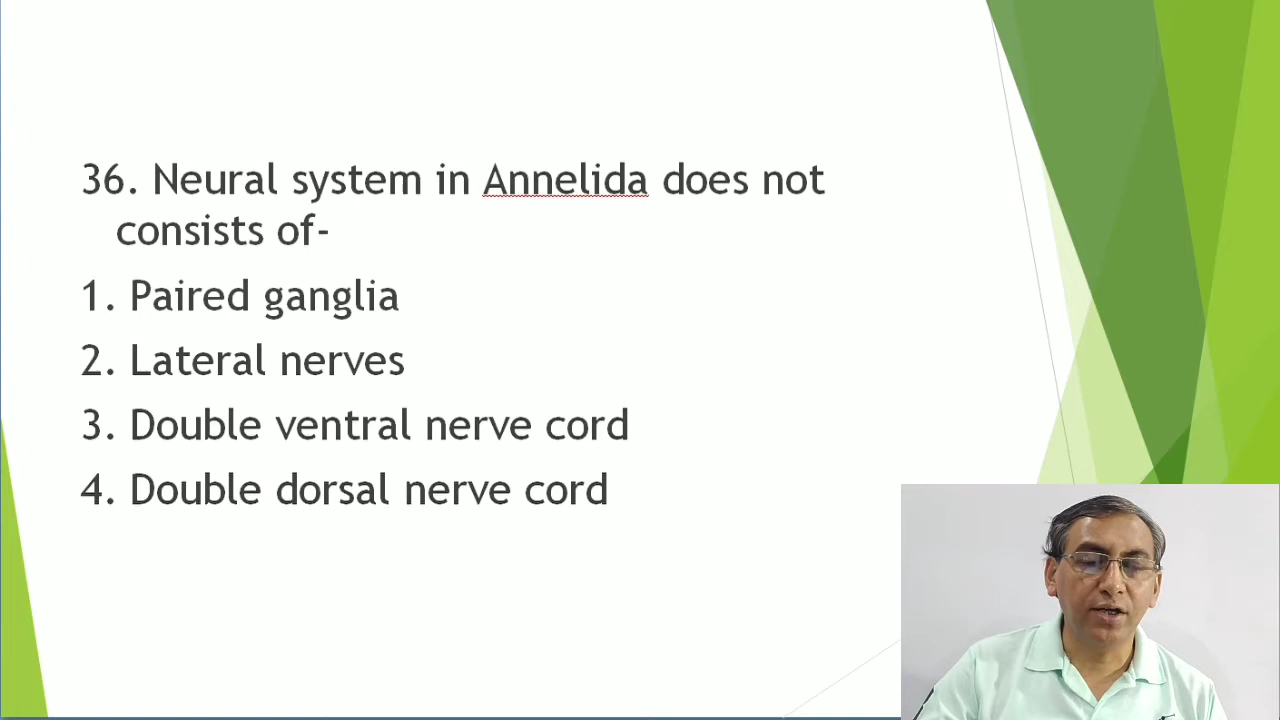 36. Neural system in Annelida does not
consists of-
1. Paired ganglia
2. Lateral nerves
3. Double ventral nerve cord
4. Double dorsal nerve cord